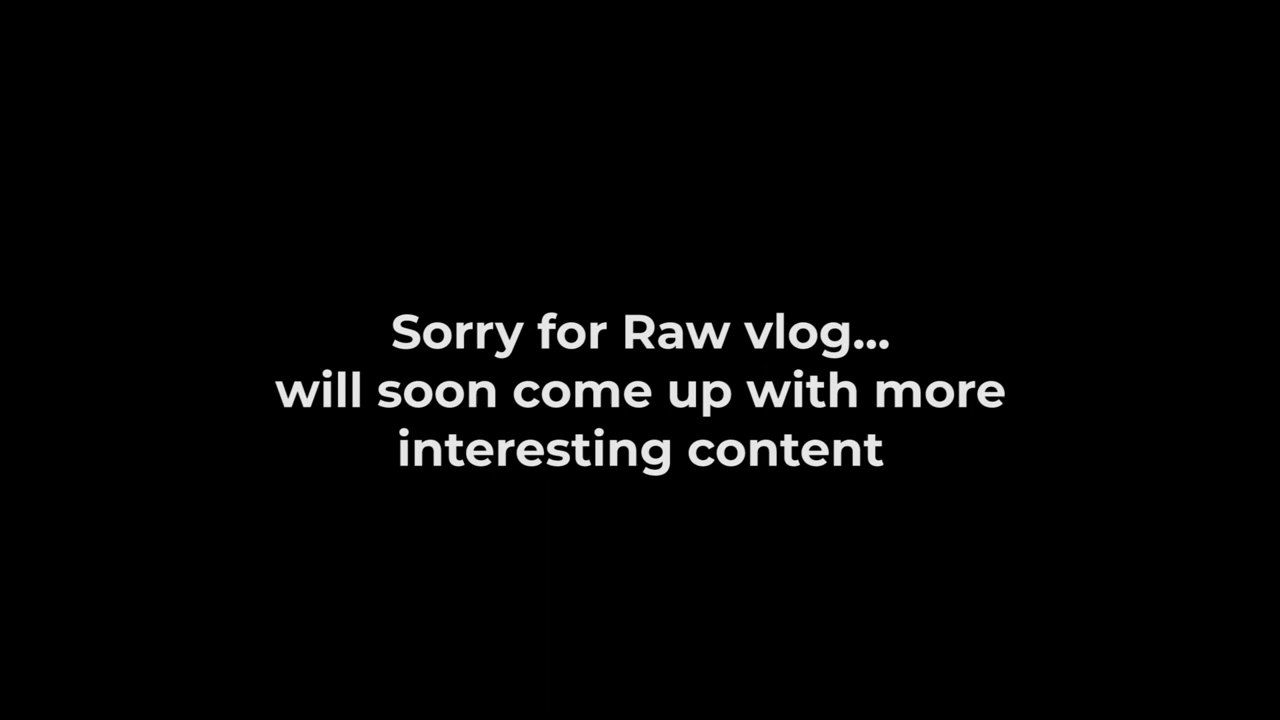 Sorry for Raw vlog...
will soon come up with more
interesting content